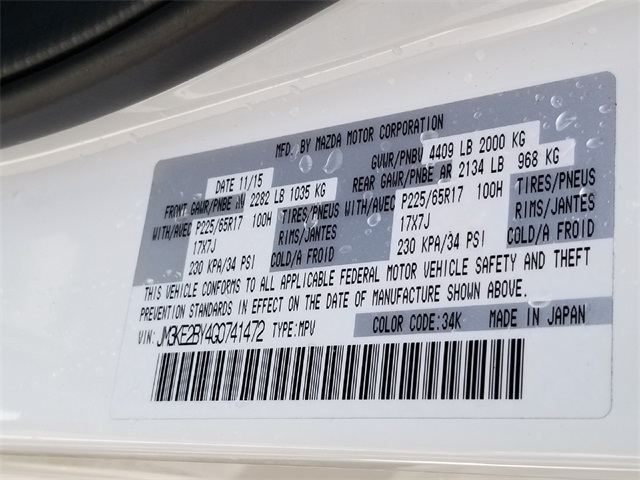 MFD. BY MAZDA MOTOR CORPORATION
DATE 11/15 GVWR/PNBV 4409 LB 2000 KG
FRONT GAWR/PNBE AV 2282 LB 1035 KG REAR GAWR/PNBE AR 2134 LB 968 KG
WITH/AVEC P225/65R17 100H TIRES/PNEUS WITH/AVEC P225/65R17 100H TIRES/PNEUS
17X7J RIMS/JANTES 17X7J RIMS/JANTES
230 KPA/34 PSI COLD/A FROID 230 KPA/34 PSI COLD/A FROID
THIS VEHICLE CONFORMS TO ALL APPLICABLE FEDERAL MOTOR VEHICLE SAFETY AND THEFT
PREVENTION STANDARDS IN EFFECT ON THE DATE OF MANUFACTURE SHOWN ABOVE.
VIN: JM3KE2BY4G0741472 TYPE:MPV COLOR CODE:34K MADE IN JAPAN